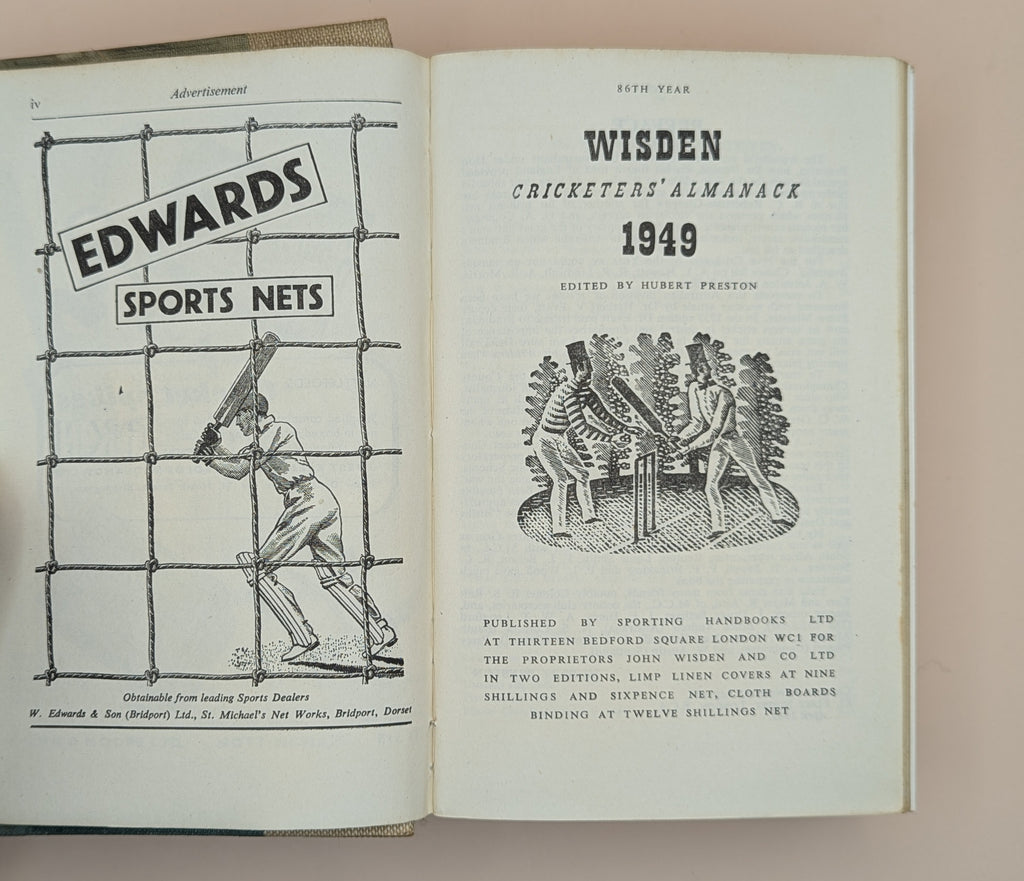 iv
Advertisement
EDWARDS
SPORTS NETS
Obtainable from leading Sports Dealers
W. Edwards & Son (Bridport) Ltd., St. Michael's Net Works, Bridport, Dorset
86TH YEAR
WISDEN
CRICKETERS' ALMANACK
1949
EDITED BY HUBERT PRESTON
PUBLISHED BY SPORTING HANDBOOKS LTD
AT THIRTEEN BEDFORD SQUARE LONDON WC1 FOR
THE PROPRIETORS JOHN WISDEN AND CO LTD
IN TWO EDITIONS, LIMP LINEN COVERS AT NINE
SHILLINGS AND SIXPENCE NET, CLOTH BOARDS
BINDING AT TWELVE SHILLINGS NET